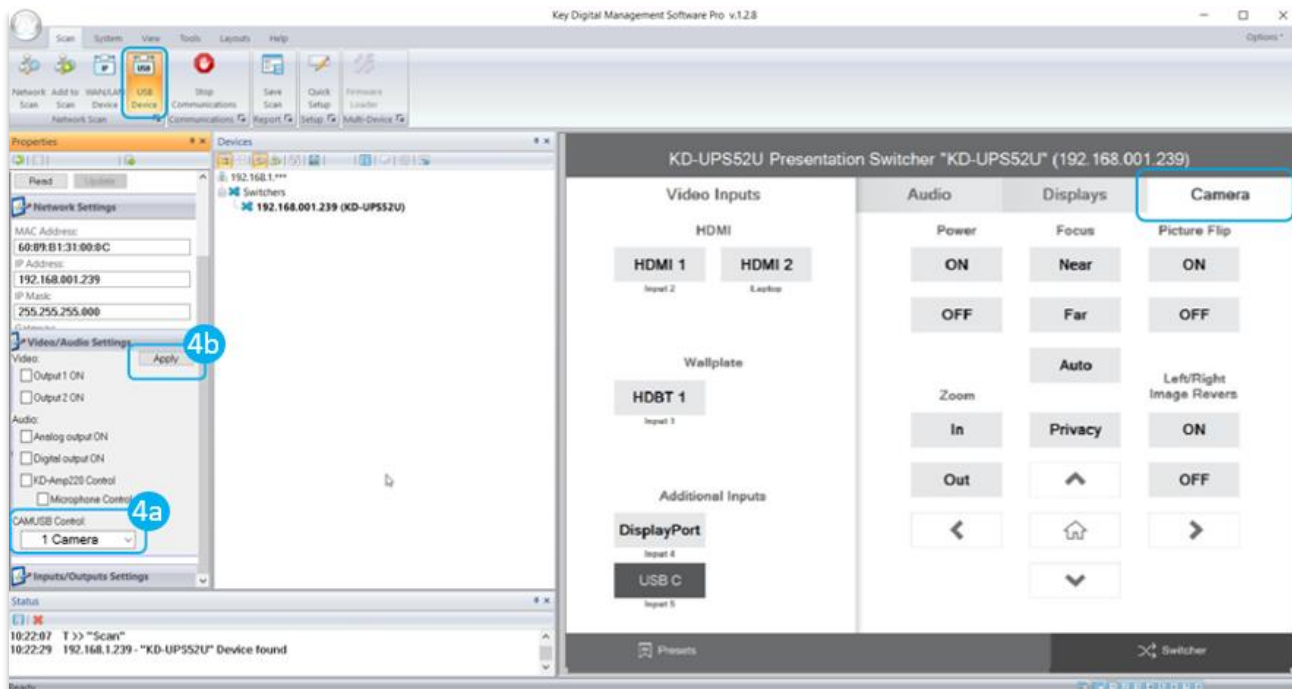 Key Digital Management Software Pro v.1.2.8
Scan System View Tools Layouts Help
Options
Network Scan
Add to Scan
WAN/LAN Device
USB Device
Stop Communications
Save Scan
Quick Setup
Firmware Loader
Network Scan Communications Report Setup Multi-Device
Properties
Read Update
Network Settings
MAC Address:
60:89:B1:31:00:0C
IP Address:
192.168.001.239
IP Mask:
255.255.255.000
Gateway:
Video/Audio Settings
4b
Video:
Apply
Output 1 ON
Output 2 ON
Audio:
Analog output ON
Digital output ON
KD-Amp220 Control
Microphone Control
4a
CAMUSB Control:
1 Camera
Inputs/Outputs Settings
Devices
192.168.1.***
Switchers
192.168.001.239 (KD-UPS52U)
Status
10:22:07 T >> "Scan"
10:22:29 192.168.1.239 - "KD-UPS52U" Device found
Ready
KD-UPS52U Presentation Switcher "KD-UPS52U" (192.168.001.239)
Video Inputs
HDMI
HDMI 1 HDMI 2
Input 2 Laptop
Wallplate
HDBT 1
Input 3
Additional Inputs
DisplayPort
Input 4
USB C
Input 5
Audio Displays Camera
Power Focus Picture Flip
ON Near ON
OFF Far OFF
Auto
Zoom
Left/Right
Image Revers
In Privacy ON
Out OFF
Presets Switcher